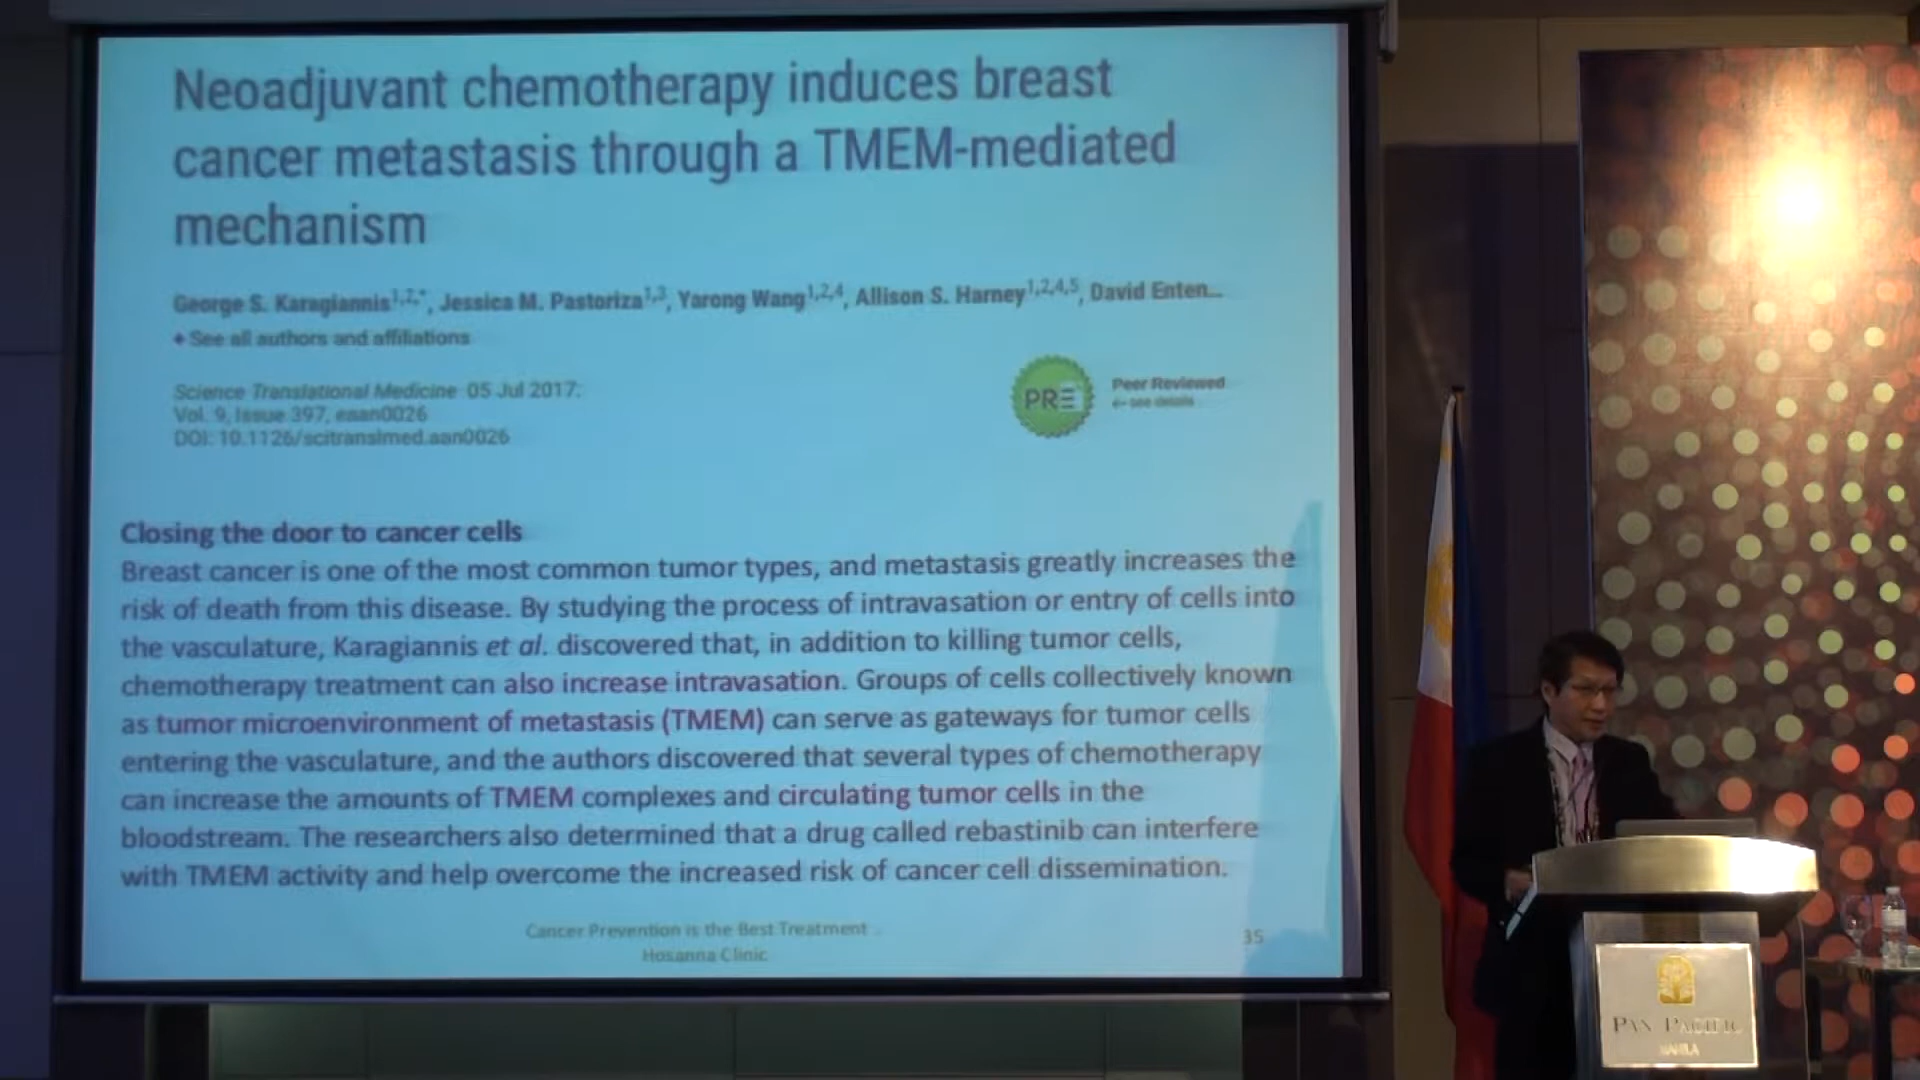 Neoadjuvant chemotherapy induces breast
cancer metastasis through a TMEM-mediated
mechanism
George S. Karagiannis1,2,*, Jessica M. Pastoriza1,3, Yarong Wang1,2,4, Allison S. Harney1,2,4,5, David Enten...
+ See all authors and affiliations
Science Translational Medicine 05 Jul 2017:
Vol. 9, Issue 397, eaan0026
DOI: 10.1126/scitranslmed.aan0026
PRE
Peer Reviewed
← see details
Closing the door to cancer cells
Breast cancer is one of the most common tumor types, and metastasis greatly increases the
risk of death from this disease. By studying the process of intravasation or entry of cells into
the vasculature, Karagiannis et al. discovered that, in addition to killing tumor cells,
chemotherapy treatment can also increase intravasation. Groups of cells collectively known
as tumor microenvironment of metastasis (TMEM) can serve as gateways for tumor cells
entering the vasculature, and the authors discovered that several types of chemotherapy
can increase the amounts of TMEM complexes and circulating tumor cells in the
bloodstream. The researchers also determined that a drug called rebastinib can interfere
with TMEM activity and help overcome the increased risk of cancer cell dissemination.
Cancer Prevention is the Best Treatment
Hosanna Clinic
35
PAN PACIFIC
MANILA